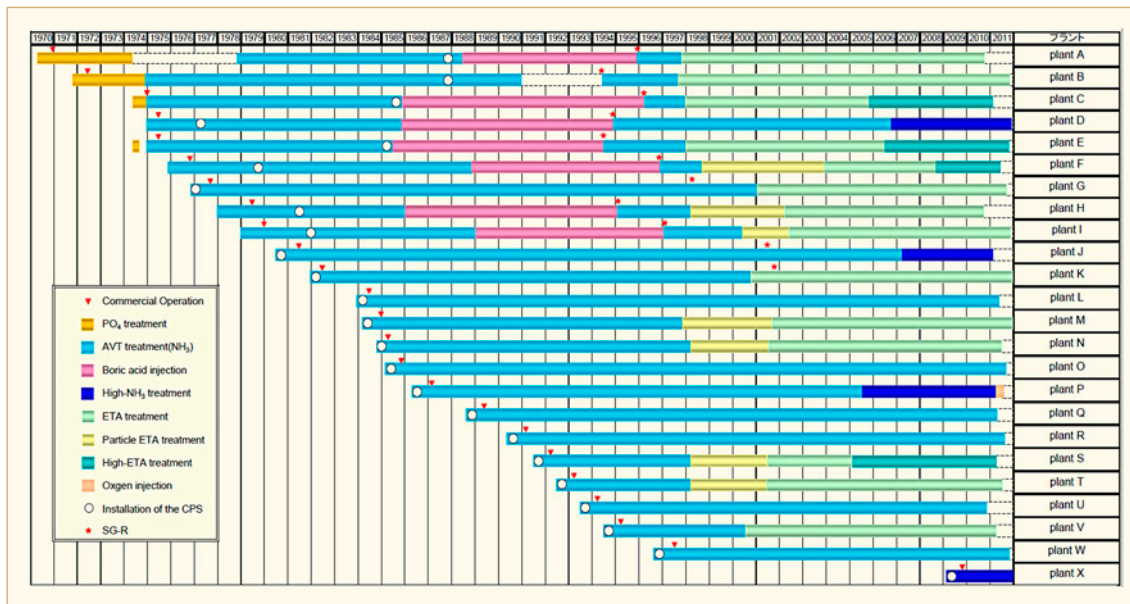 1970 1971 1972 1973 1974 1975 1976 1977 1978 1979 1980 1981 1982 1983 1984 1985 1986 1987 1988 1989 1990 1991 1992 1993 1994 1995 1996 1997 1998 1999 2000 2001 2002 2003 2004 2005 2006 2007 2008 2009 2010 2011 プラント
plant A
plant B
plant C
plant D
plant E
plant F
plant G
plant H
plant I
plant J
plant K
plant L
plant M
plant N
plant O
plant P
plant Q
plant R
plant S
plant T
plant U
plant V
plant W
plant X
Commercial Operation
PO₄ treatment
AVT treatment(NH₃)
Boric acid injection
High-NH₃ treatment
ETA treatment
Particle ETA treatment
High-ETA treatment
Oxgen injection
Installation of the CPS
SG-R